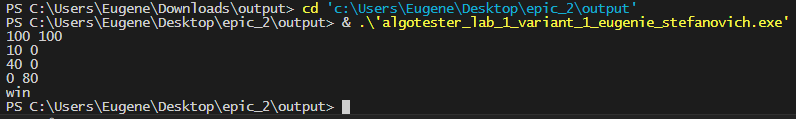 PS C:\Users\Eugene\Downloads\output> cd 'c:\Users\Eugene\Desktop\epic_2\output'
PS C:\Users\Eugene\Desktop\epic_2\output> & .\'algotester_lab_1_variant_1_eugenie_stefanovich.exe'
100 100
10 0
40 0
0 80
win
PS C:\Users\Eugene\Desktop\epic_2\output>